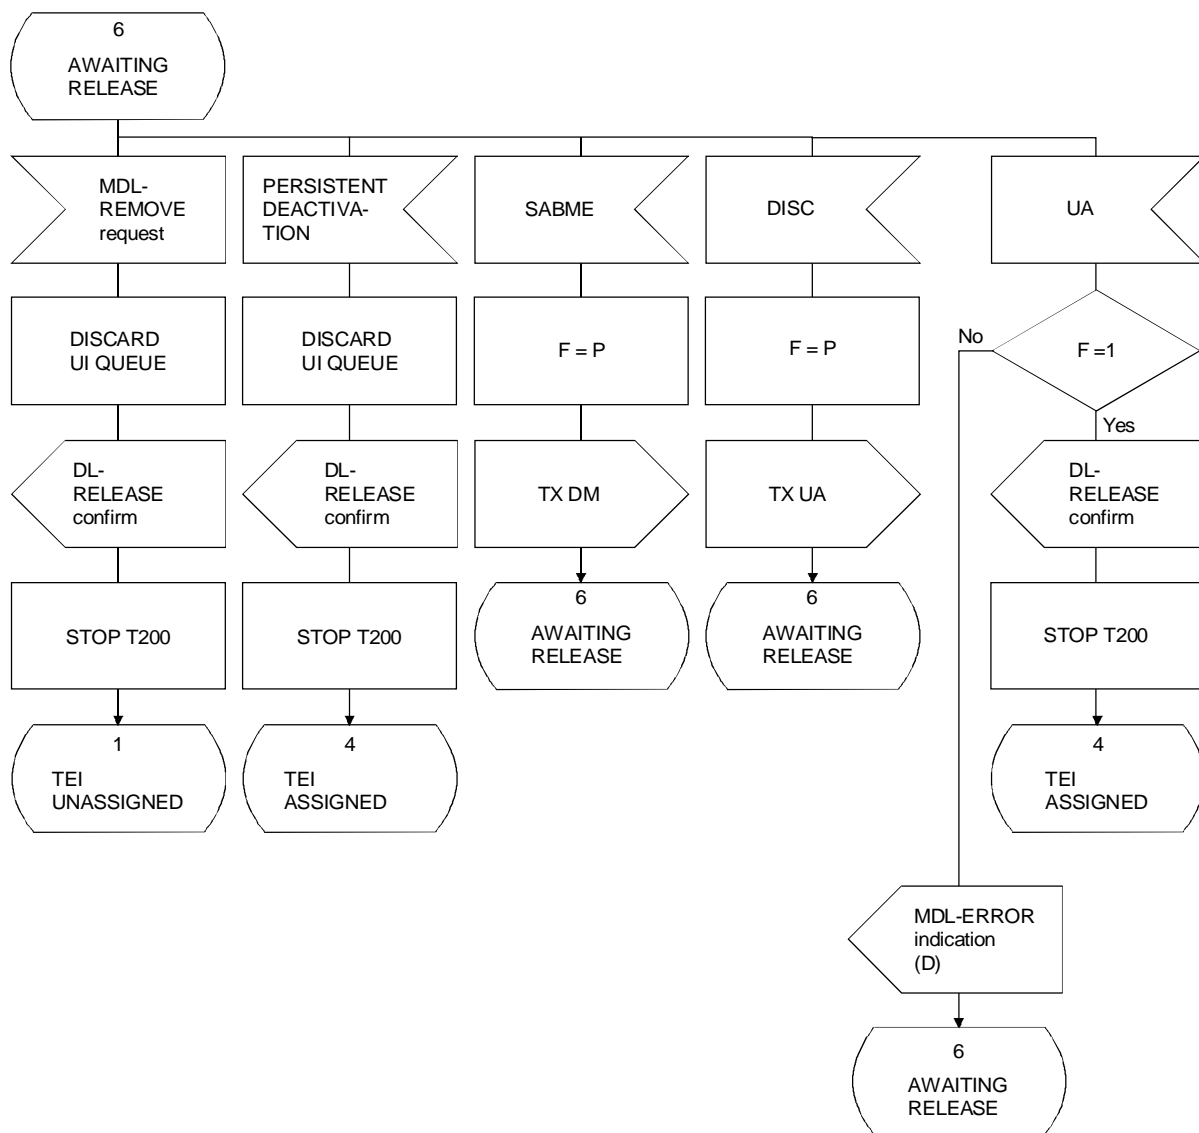 6
AWAITING
RELEASE
MDL-
REMOVE
request
PERSISTENT
DEACTIVA-
TION
SABME
DISC
UA
DISCARD
UI QUEUE
DISCARD
UI QUEUE
F = P
F = P
No
F =1
Yes
DL-
RELEASE
confirm
DL-
RELEASE
confirm
TX DM
TX UA
DL-
RELEASE
confirm
STOP T200
STOP T200
6
AWAITING
RELEASE
6
AWAITING
RELEASE
STOP T200
1
TEI
UNASSIGNED
4
TEI
ASSIGNED
4
TEI
ASSIGNED
MDL-ERROR
indication
(D)
6
AWAITING
RELEASE